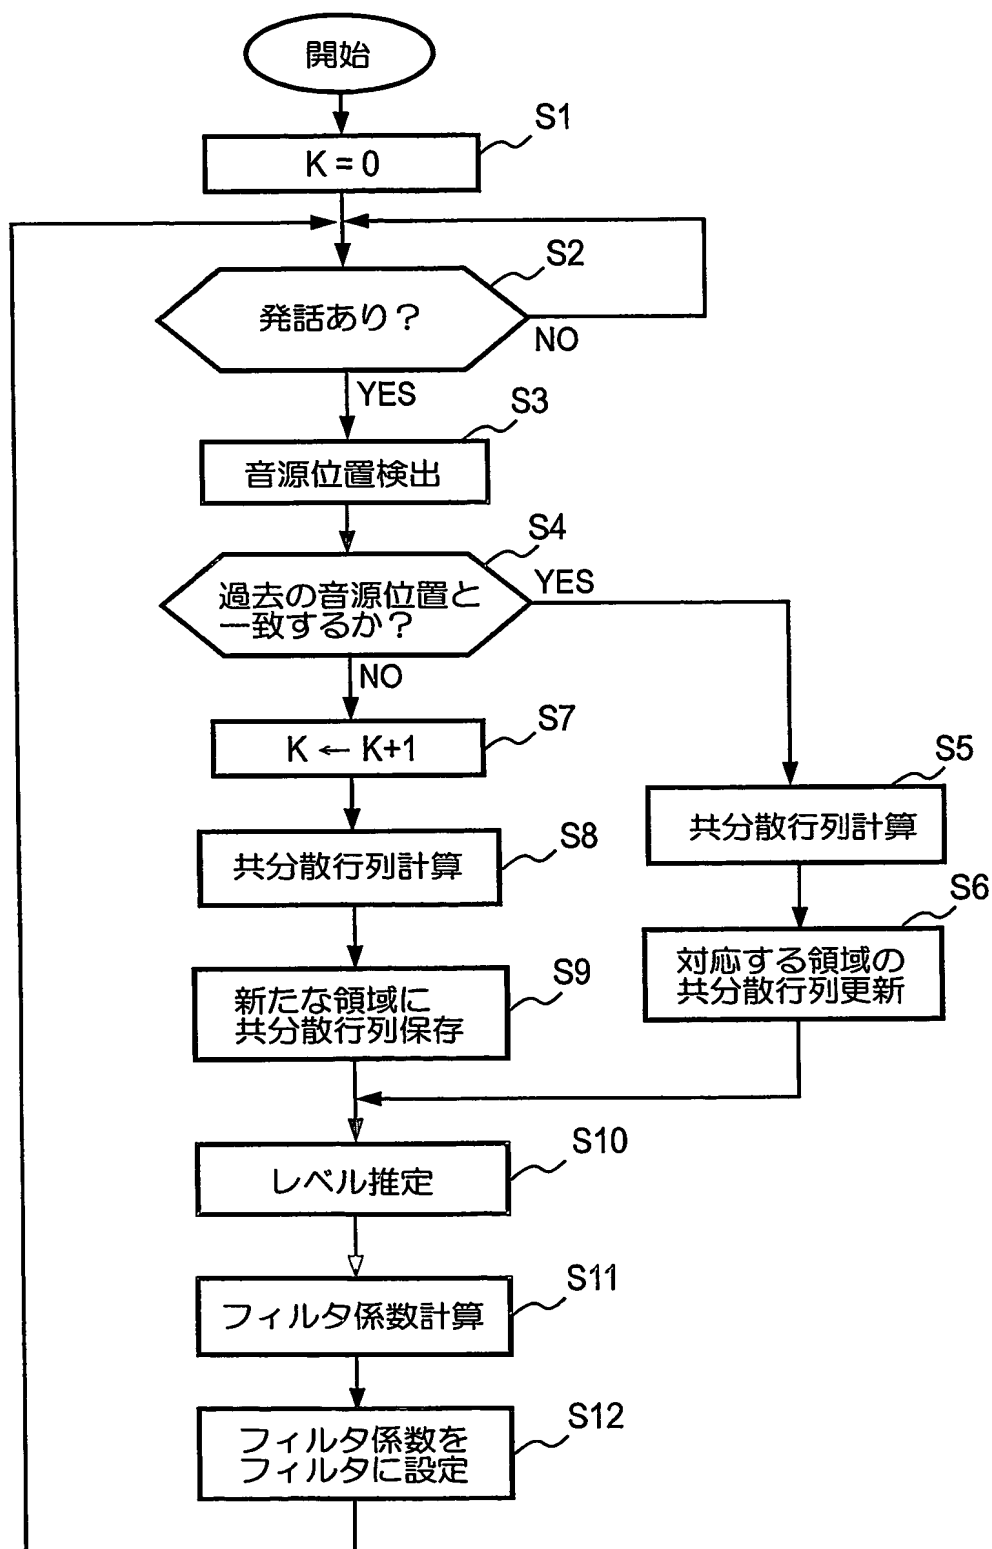 開始
S1
K = 0
S2
発話あり？
NO
YES
S3
音源位置検出
S4
過去の音源位置と
一致するか？
YES
NO
S7
K ← K+1
S5
共分散行列計算
S8
共分散行列計算
S6
対応する領域の
共分散行列更新
S9
新たな領域に
共分散行列保存
S10
レベル推定
S11
フィルタ係数計算
S12
フィルタ係数を
フィルタに設定